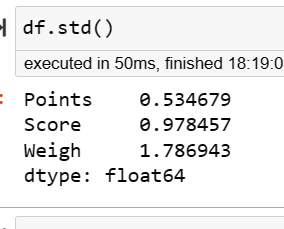 df.std()
executed in 50ms, finished 18:19:0
Points 0.534679
Score 0.978457
Weigh 1.786943
dtype: float64